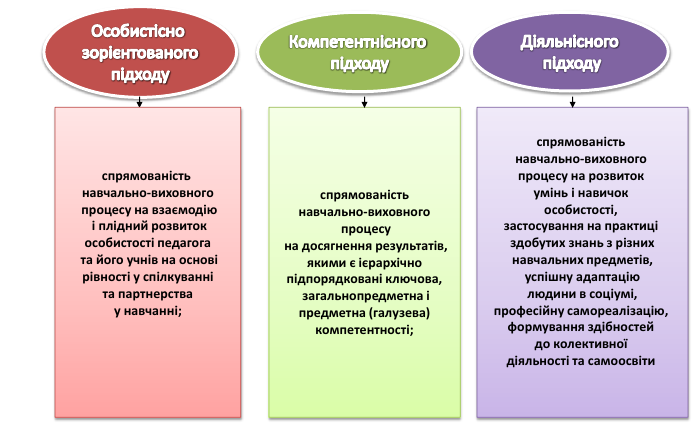 Особистісно
зорієнтованого
підходу
спрямованість
навчально-виховного
процесу на взаємодію
і плідний розвиток
особистості педагога
та його учнів на основі
рівності у спілкуванні
та партнерства
у навчанні;
Компетентнісного
підходу
спрямованість
навчально-виховного
процесу
на досягнення результатів,
якими є ієрархічно
підпорядковані ключова,
загальнопредметна і
предметна (галузева)
компетентності;
Діяльнісного
підходу
спрямованість
навчально-виховного
процесу на розвиток
умінь і навичок
особистості,
застосування на практиці
здобутих знань з різних
навчальних предметів,
успішну адаптацію
людини в соціумі,
професійну самореалізацію,
формування здібностей
до колективної
діяльності та самоосвіти